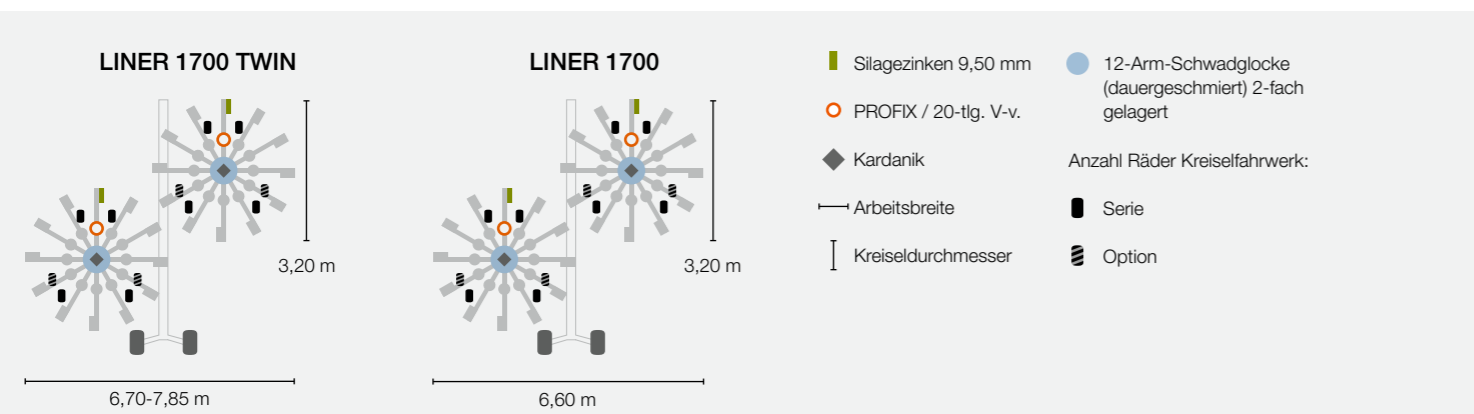 LINER 1700 TWIN
3,20 m
6,70-7,85 m
LINER 1700
3,20 m
6,60 m
Silagezinken 9,50 mm
PROFIX / 20-tlg. V-v.
Kardanik
Arbeitsbreite
Kreiseldurchmesser
12-Arm-Schwadglocke
(dauergeschmiert) 2-fach
gelagert
Anzahl Räder Kreiselfahrwerk:
Serie
Option